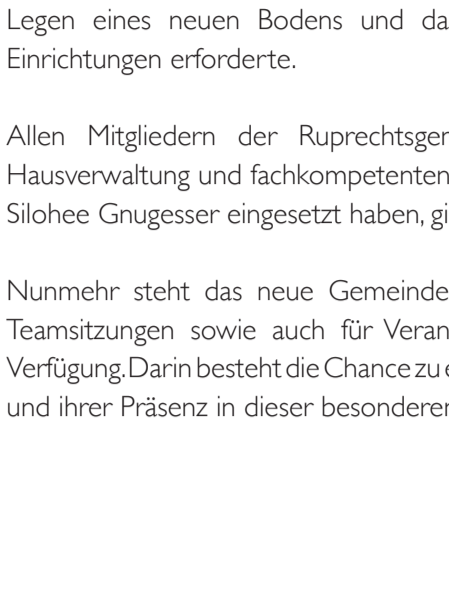 Legen eines neuen Bodens und da
Einrichtungen erforderte.
Allen Mitgliedern der Ruprechtsger
Hausverwaltung und fachkompetenten
Silohee Gnugesser eingesetzt haben, gi
Nunmehr steht das neue Gemeinde
Teamsitzungen sowie auch für Veran
Verfügung. Darin besteht die Chance zu e
und ihrer Präsenz in dieser besonderer